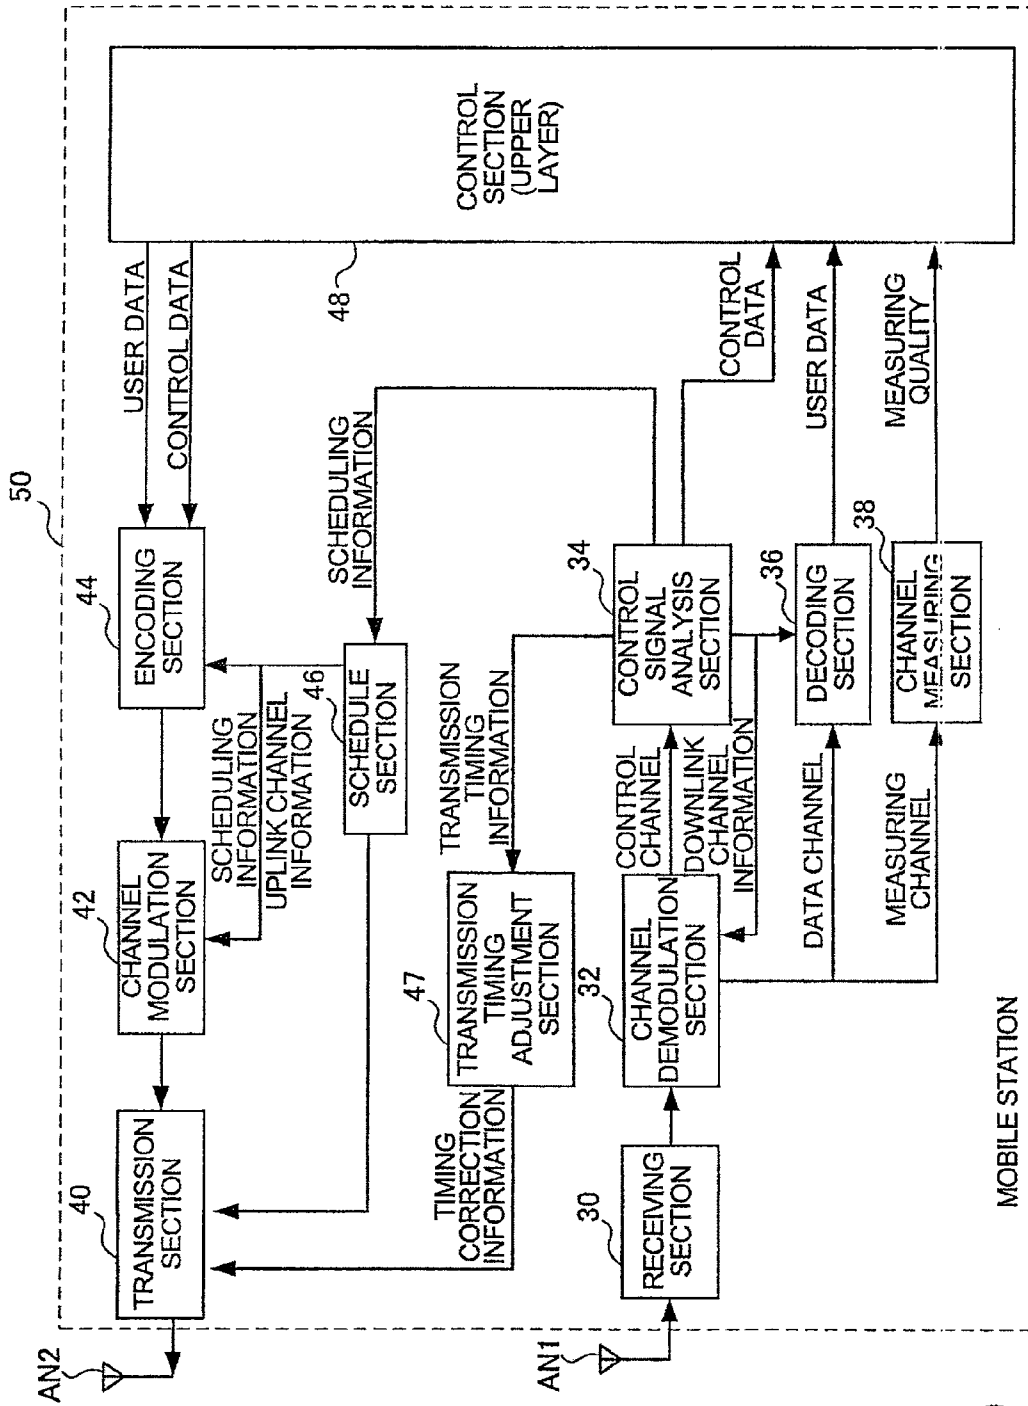 50
AN2
40
TRANSMISSION
SECTION
42
CHANNEL
MODULATION
SECTION
44
ENCODING
SECTION
USER DATA
CONTROL DATA
SCHEDULING
INFORMATION
UPLINK CHANNEL
INFORMATION
46
SCHEDULE
SECTION
SCHEDULING
INFORMATION
48
CONTROL
SECTION
(UPPER
LAYER)
TIMING
CORRECTION
INFORMATION
47
TRANSMISSION
TIMING
ADJUSTMENT
SECTION
TRANSMISSION
TIMING
INFORMATION
AN1
30
RECEIVING
SECTION
32
CHANNEL
DEMODULATION
SECTION
CONTROL
CHANNEL
DOWNLINK
CHANNEL
INFORMATION
34
CONTROL
SIGNAL
ANALYSIS
SECTION
CONTROL
DATA
DATA CHANNEL
36
DECODING
SECTION
USER DATA
MEASURING
CHANNEL
38
CHANNEL
MEASURING
SECTION
MEASURING
QUALITY
MOBILE STATION